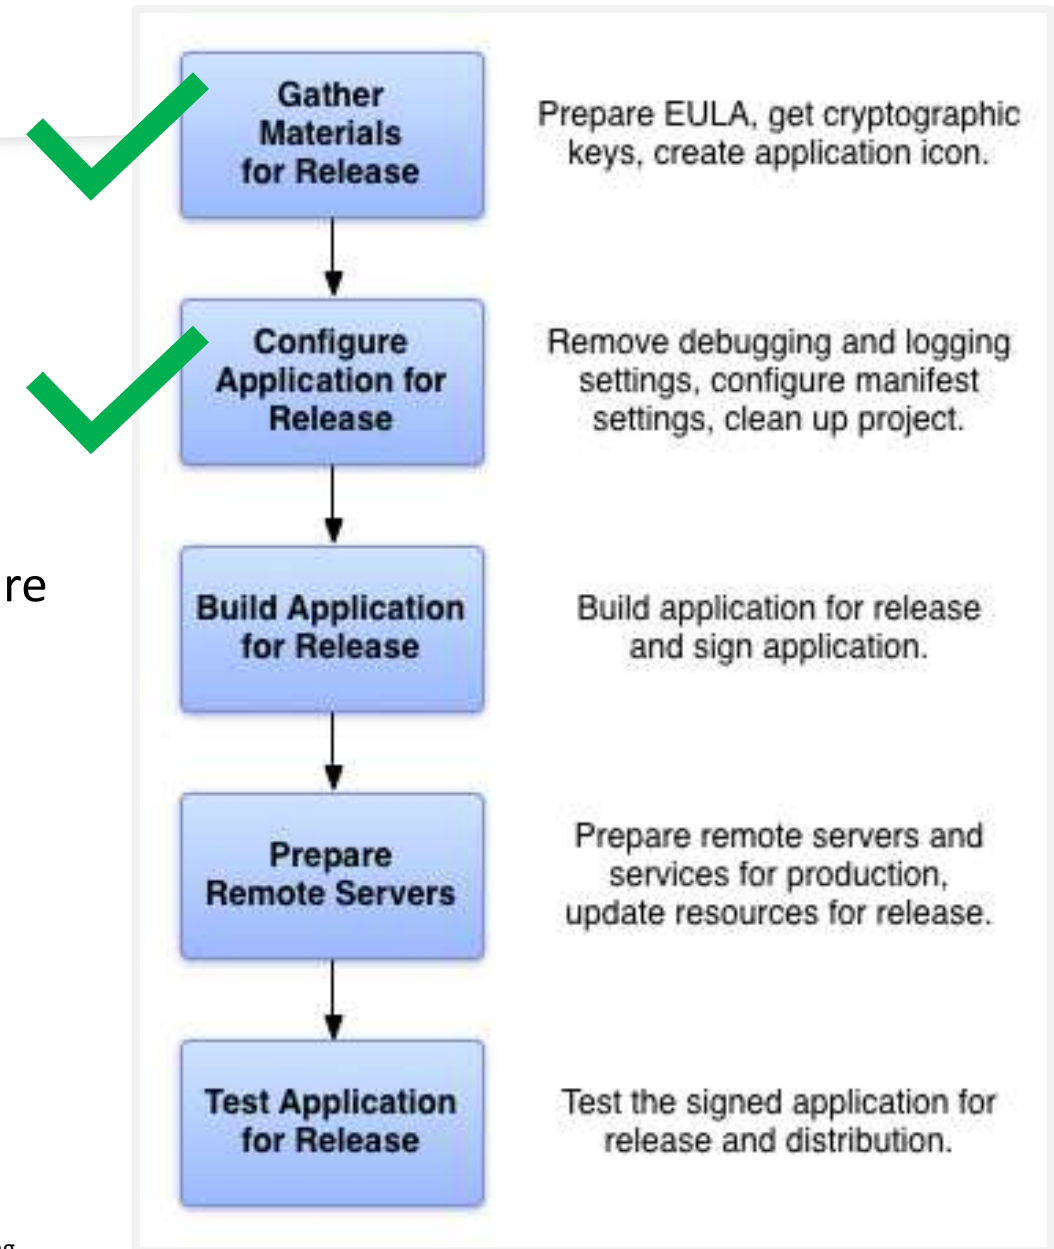 Gather
Materials
for Release
Prepare EULA, get cryptographic
keys, create application icon.
Configure
Application for
Release
Remove debugging and logging
settings, configure manifest
settings, clean up project.
re
Build Application
for Release
Build application for release
and sign application.
Prepare
Remote Servers
Prepare remote servers and
services for production,
update resources for release.
Test Application
for Release
Test the signed application for
release and distribution.